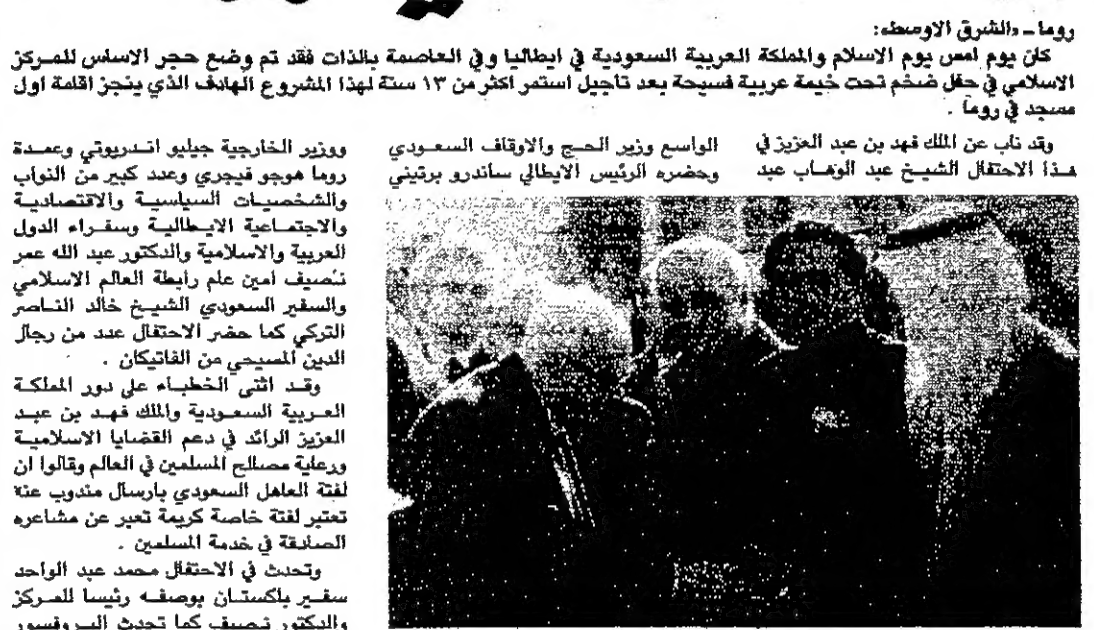 روما ـ «الشرق الاوسط»:
كان يوم امس يوم الاسلام والمملكة العربية السعودية في ايطاليا وفي العاصمة بالذات فقد تم وضع حجر الاساس للمركز
الاسلامي في حفل ضخم تحت خيمة عربية فسيحة بعد تاجيل استمر اكثر من ١٣ سنة لهذا المشروع الهادف الذي ينجز اقامة اول
مسجد في روما .
وقد ناب عن الملك فهد بن عبد العزيز في
هذا الاحتفال الشيخ عبد الوهاب عبد
الواسع وزير الحج والاوقاف السعودي
وحضره الرئيس الايطالي ساندرو برتيني
ووزير الخارجية جيليو اندريوتي وعمدة
روما هوجو فيجري وعدد كبير من النواب
والشخصيات السياسية والاقتصادية
والاجتماعية الايطالية وسفراء الدول
العربية والاسلامية والدكتور عبد الله عمر
نصيف امين عام رابطة العالم الاسلامي
والسفير السعودي الشيخ خالد الناصر
التركي كما حضر الاحتفال عدد من رجال
الدين المسيحي من الفاتيكان .
وقد اثنى الخطباء على دور المملكة
العربية السعودية والملك فهد بن عبد
العزيز الرائد في دعم القضايا الاسلامية
ورعاية مصالح المسلمين في العالم وقالوا ان
لفتة العاهل السعودي بارسال مندوب عنه
تعتبر لفتة خاصة كريمة تعبر عن مشاعره
الصادقة في خدمة المسلمين .
وتحدث في الاحتفال محمد عبد الواحد
سفير باكستان بوصفه رئيسا للمركز
والدكتور نصيف كما تحدث البروفسور